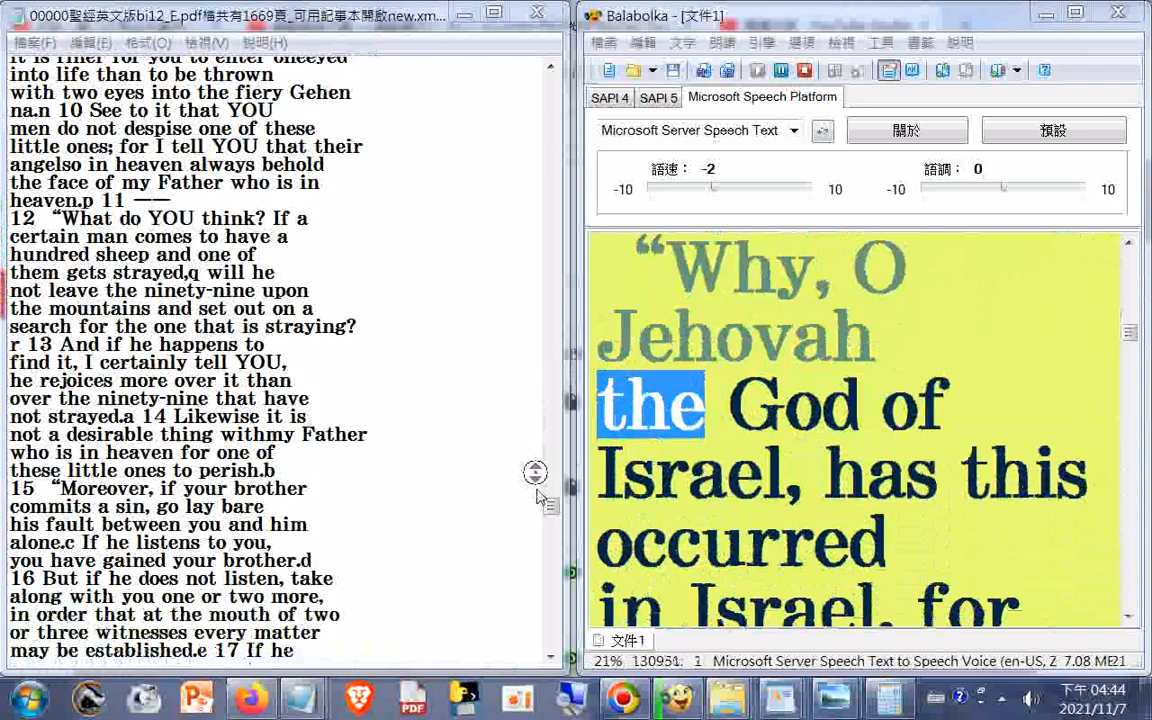 00000聖經英文版bi12_E.pdf檔共有1669頁_可用記事本開啟new.xm...
檔案(F) 編輯(E) 格式(O) 檢視(V) 說明(H)
it is finer for you to enter oneeyed
into life than to be thrown
with two eyes into the fiery Gehen
na.n 10 See to it that YOU
men do not despise one of these
little ones; for I tell YOU that their
angelso in heaven always behold
the face of my Father who is in
heaven.p 11 ——
12 “What do YOU think? If a
certain man comes to have a
hundred sheep and one of
them gets strayed,q will he
not leave the ninety-nine upon
the mountains and set out on a
search for the one that is straying?
r 13 And if he happens to
find it, I certainly tell YOU,
he rejoices more over it than
over the ninety-nine that have
not strayed.a 14 Likewise it is
not a desirable thing withmy Father
who is in heaven for one of
these little ones to perish.b
15 “Moreover, if your brother
commits a sin, go lay bare
his fault between you and him
alone.c If he listens to you,
you have gained your brother.d
16 But if he does not listen, take
along with you one or two more,
in order that at the mouth of two
or three witnesses every matter
may be established.e 17 If he
Balabolka - [文件1]
檔案 編輯 文字 朗讀 引擎 選項 檢視 工具 書籤 說明
SAPI 4 SAPI 5 Microsoft Speech Platform
Microsoft Server Speech Text 關於 預設
語速： -2 語調： 0
-10 10 -10 10
“Why, O
Jehovah
the God of
Israel, has this
occurred
in Israel, for
文件1
21% 130951: 1 Microsoft Server Speech Text to Speech Voice (en-US, Z 7.08 ME21
PDF
下午 04:44
2021/11/7